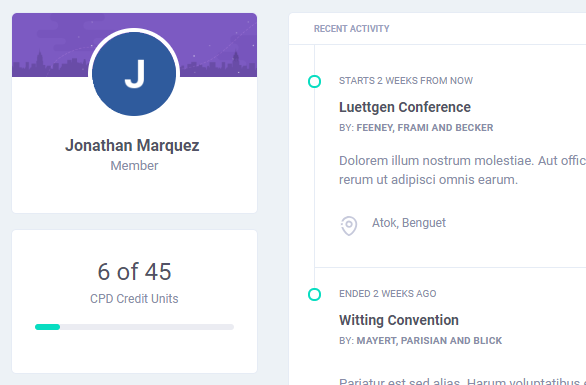 J
Jonathan Marquez
Member
6 of 45
CPD Credit Units
RECENT ACTIVITY
STARTS 2 WEEKS FROM NOW
Luettgen Conference
BY: FEENEY, FRAMI AND BECKER
Dolorem illum nostrum molestiae. Aut offic
rerum ut adipisci omnis earum.
Atok, Benguet
ENDED 2 WEEKS AGO
Witting Convention
BY: MAYERT, PARISIAN AND BLICK
Pariatur est sed alias. Harum voluptatibus e